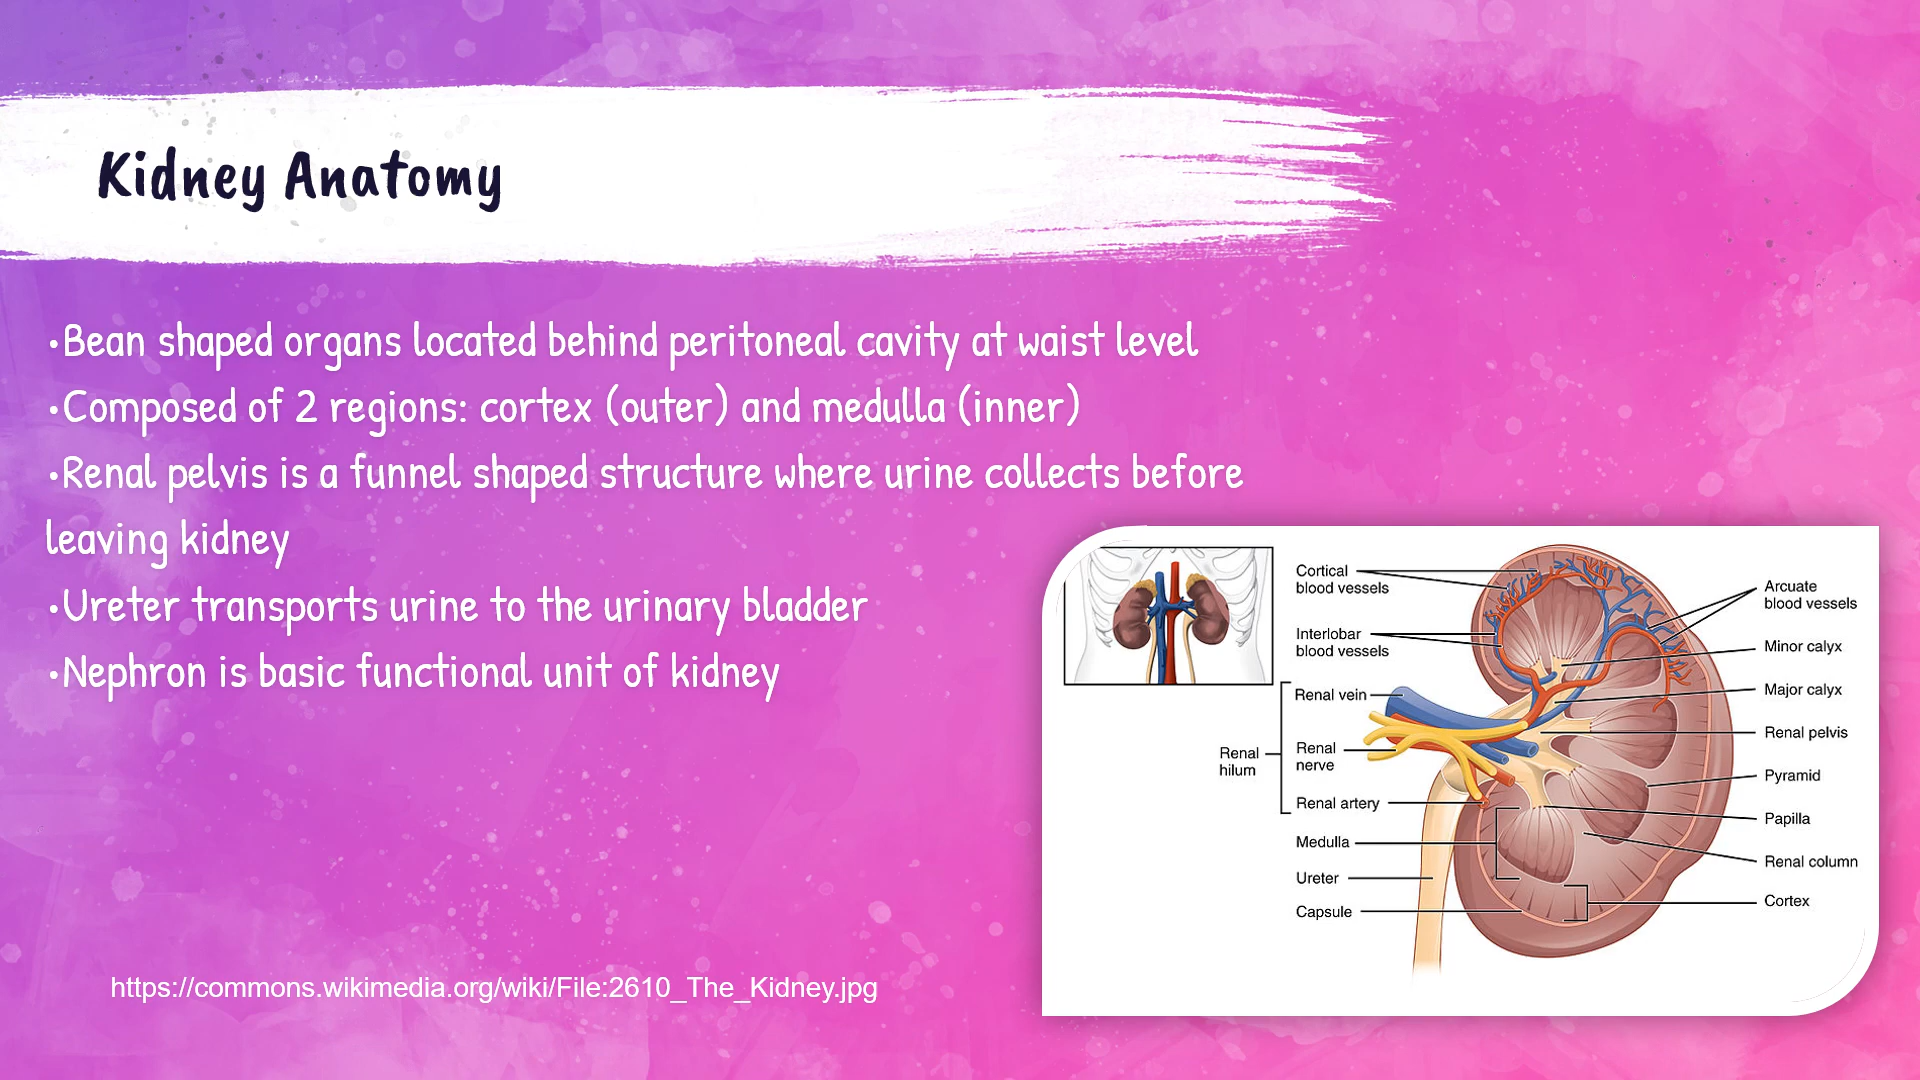 Kidney Anatomy
•Bean shaped organs located behind peritoneal cavity at waist level
•Composed of 2 regions: cortex (outer) and medulla (inner)
•Renal pelvis is a funnel shaped structure where urine collects before
leaving kidney
•Ureter transports urine to the urinary bladder
•Nephron is basic functional unit of kidney
https://commons.wikimedia.org/wiki/File:2610_The_Kidney.jpg
Cortical
blood vessels
Interlobar
blood vessels
Renal vein
Renal
hilum
Renal
nerve
Renal artery
Medulla
Ureter
Capsule
Arcuate
blood vessels
Minor calyx
Major calyx
Renal pelvis
Pyramid
Papilla
Renal column
Cortex